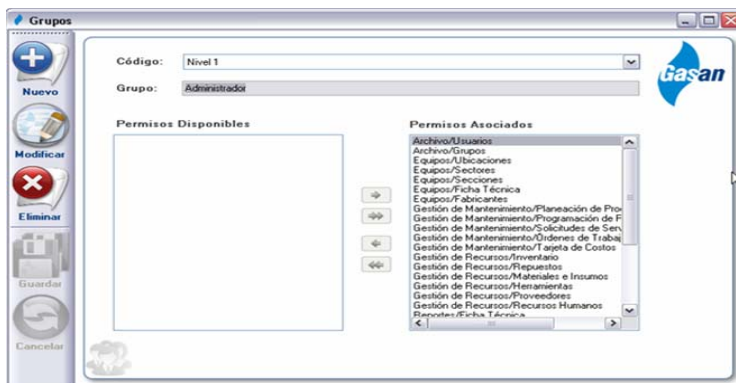 Grupos
Nuevo
Modificar
Eliminar
Guardar
Cancelar
Código: Nivel 1
Grupo: Administrador
Gasan
Permisos Disponibles
Permisos Asociados
Archivo/Usuarios
Archivo/Grupos
Equipos/Ubicaciones
Equipos/Sectores
Equipos/Secciones
Equipos/Ficha Técnica
Equipos/Fabricantes
Gestión de Mantenimiento/Planeación de Pro
Gestión de Mantenimiento/Programación de F
Gestión de Mantenimiento/Solicitudes de Serv
Gestión de Mantenimiento/Órdenes de Trabaj
Gestión de Mantenimiento/Tarjeta de Costos
Gestión de Recursos/Inventario
Gestión de Recursos/Repuestos
Gestión de Recursos/Materiales e Insumos
Gestión de Recursos/Herramientas
Gestión de Recursos/Proveedores
Gestión de Recursos/Recursos Humanos
Reportes/Ficha Técnica